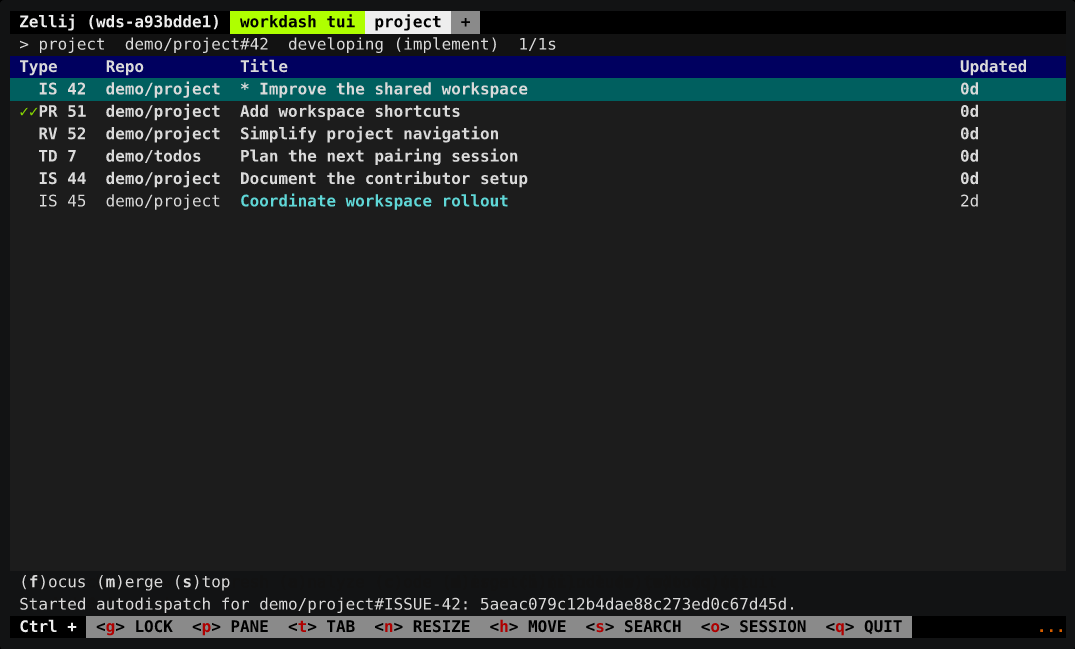 Zellij (wds-a93bdde1) workdash tui project +
> project demo/project#42 developing (implement) 1/1s
Type Repo Title Updated
IS 42 demo/project * Improve the shared workspace 0d
✓✓PR 51 demo/project Add workspace shortcuts 0d
RV 52 demo/project Simplify project navigation 0d
TD 7 demo/todos Plan the next pairing session 0d
IS 44 demo/project Document the contributor setup 0d
IS 45 demo/project Coordinate workspace rollout 2d
(f)ocus (m)erge (s)top
Started autodispatch for demo/project#ISSUE-42: 5aeac079c12b4dae88c273ed0c67d45d.
Ctrl + <g> LOCK <p> PANE <t> TAB <n> RESIZE <h> MOVE <s> SEARCH <o> SESSION <q> QUIT ...